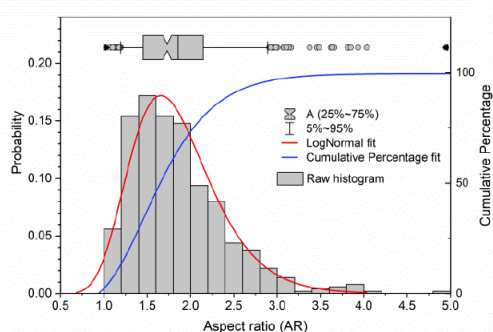 0.20
0.15
0.10
0.05
0.00
Probability
100
50
0
Cumulative Percentage
A (25%~75%)
5%~95%
LogNormal fit
Cumulative Percentage fit
Raw histogram
0.5 1.0 1.5 2.0 2.5 3.0 3.5 4.0 4.5 5.0
Aspect ratio (AR)